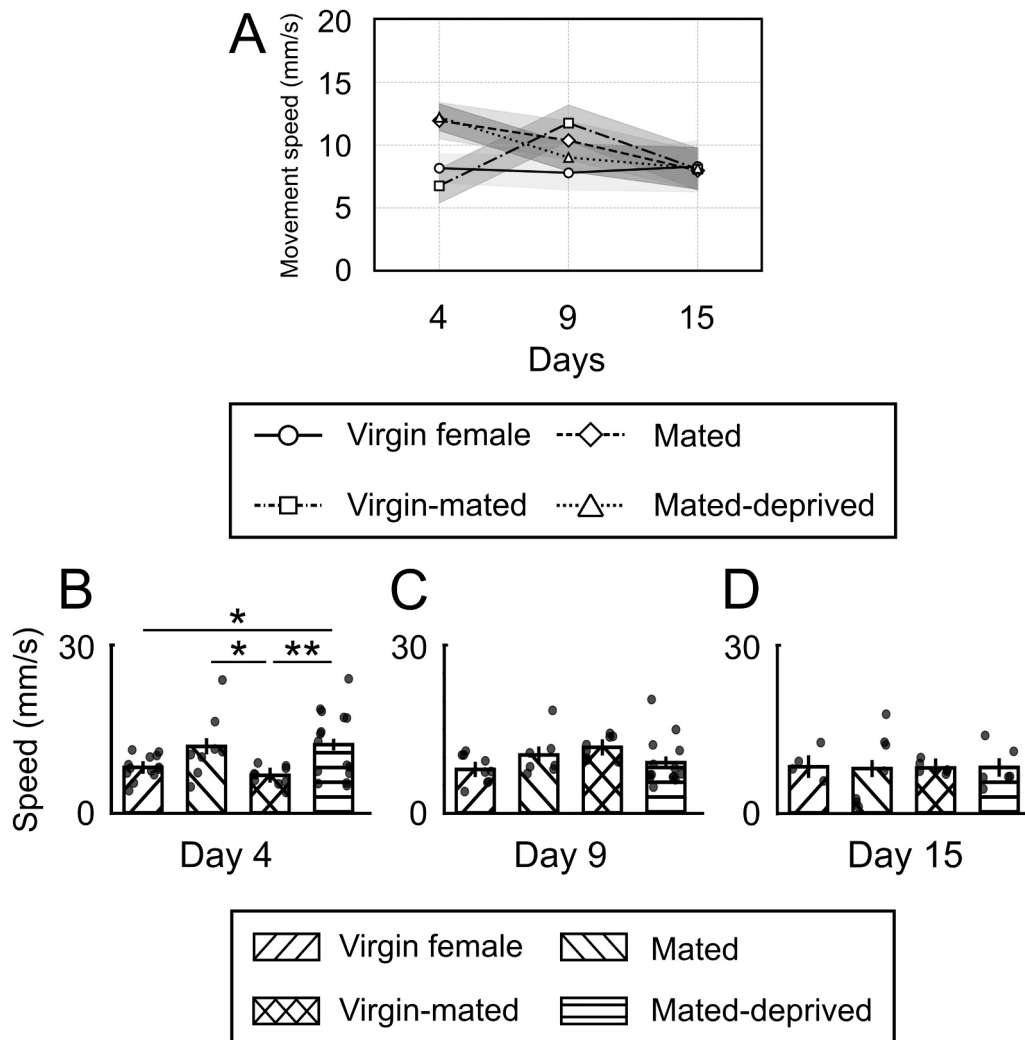 A
Movement speed (mm/s)
20
15
10
5
0
4 9 15
Days
Virgin female Mated
Virgin-mated Mated-deprived
B C D
Speed (mm/s)
30 30 30
*
* **
0 0 0
Day 4 Day 9 Day 15
Virgin female Mated
Virgin-mated Mated-deprived